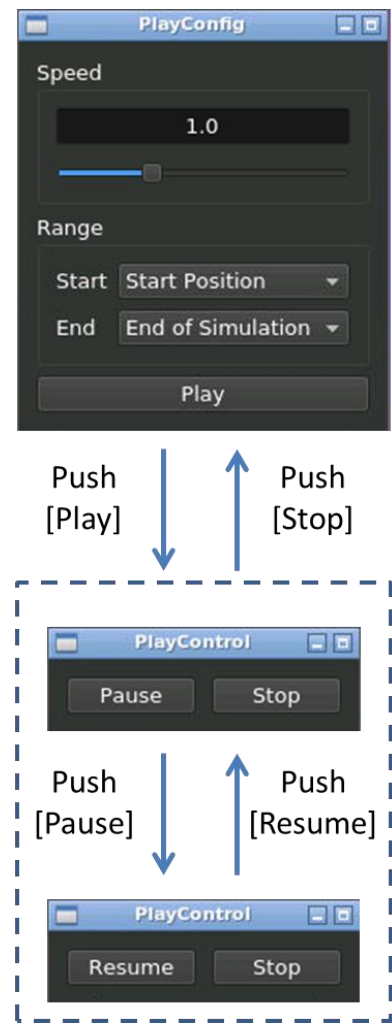 PlayConfig
Speed
1.0
Range
Start Start Position
End End of Simulation
Play
Push Push
[Play] [Stop]
PlayControl
Pause Stop
Push Push
[Pause] [Resume]
PlayControl
Resume Stop